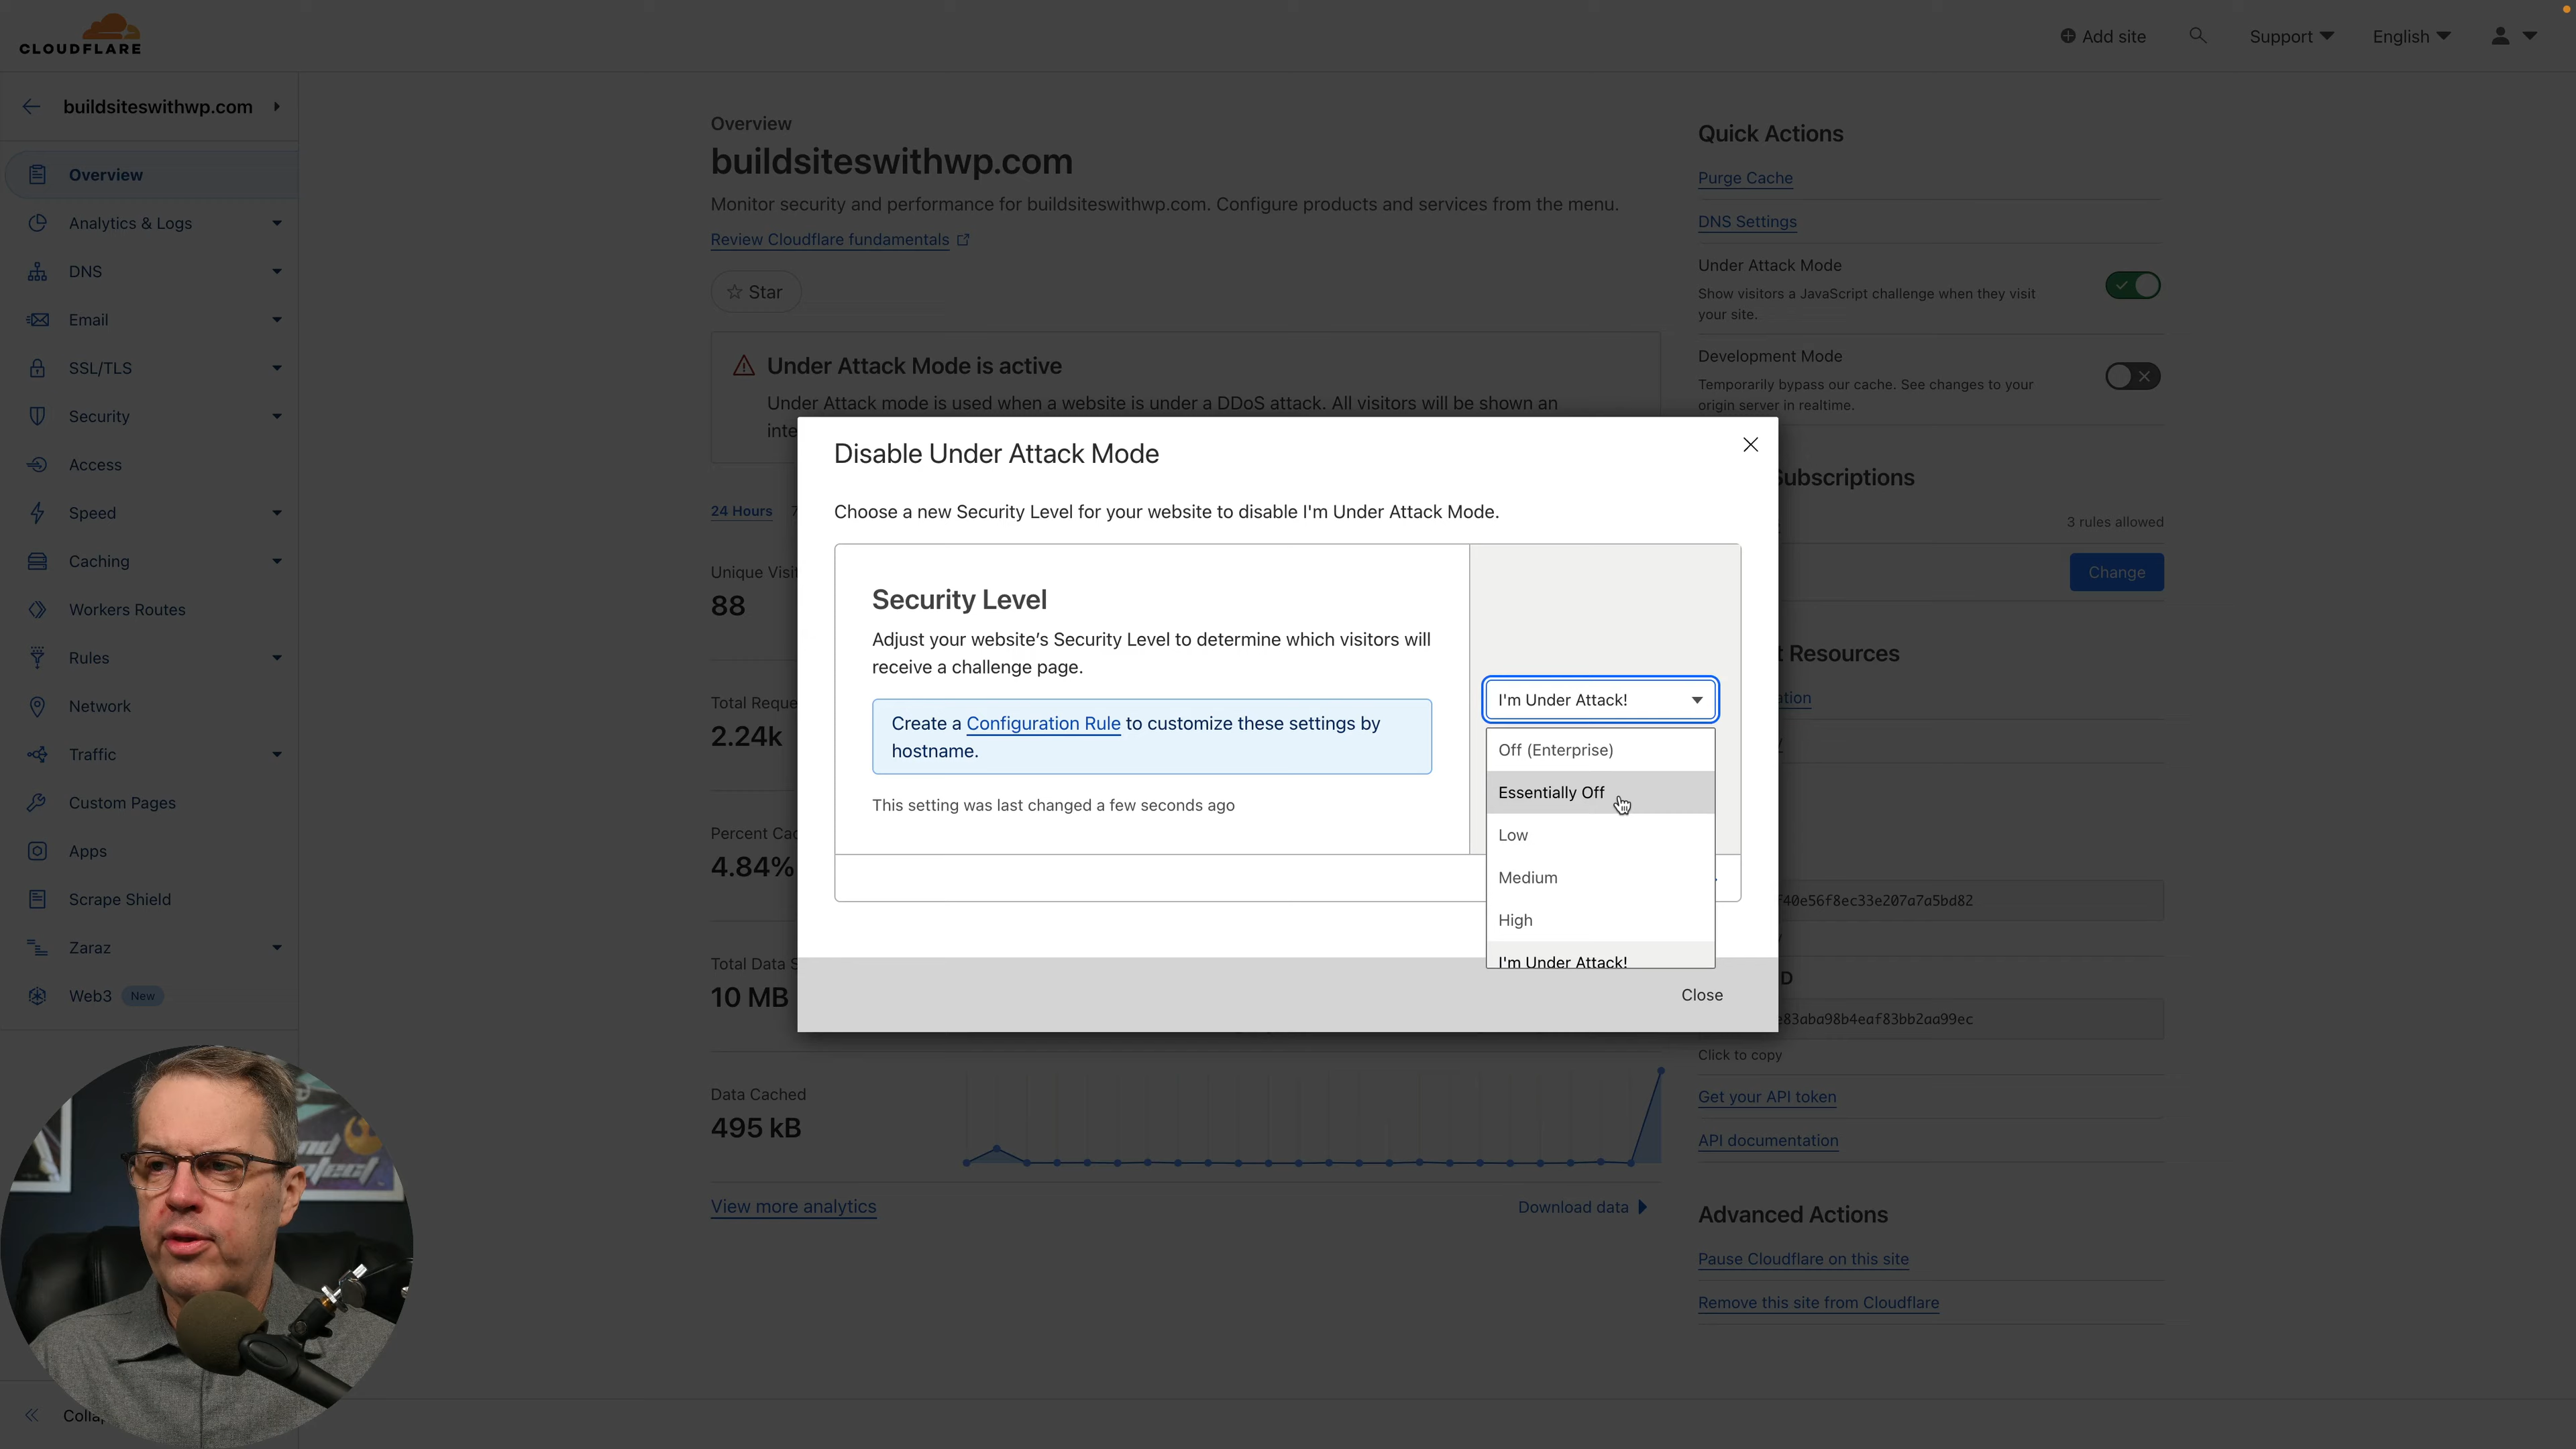 CLOUDFLARE
Add site
Support
English
buildsiteswithwp.com
Overview
Analytics & Logs
DNS
Email
SSL/TLS
Security
Access
Speed
Caching
Workers Routes
Rules
Network
Traffic
Custom Pages
Apps
Scrape Shield
Zaraz
Web3 New
Overview
buildsiteswithwp.com
Monitor security and performance for buildsiteswithwp.com. Configure products and services from the menu.
Review Cloudflare fundamentals
Star
Under Attack Mode is active
Under Attack mode is used when a website is under a DDoS attack. All visitors will be shown an
24 Hours
Unique
88
Total
2.24k
Percent
4.84%
Total Data
10 MB
Data Cached
495 kB
View more analytics
Download data
Disable Under Attack Mode
Choose a new Security Level for your website to disable I'm Under Attack Mode.
Security Level
Adjust your website's Security Level to determine which visitors will
receive a challenge page.
Create a Configuration Rule to customize these settings by
hostname.
This setting was last changed a few seconds ago
I'm Under Attack!
Off (Enterprise)
Essentially Off
Low
Medium
High
I'm Under Attack!
Close
Quick Actions
Purge Cache
DNS Settings
Under Attack Mode
Show visitors a JavaScript challenge when they visit
your site.
Development Mode
Temporarily bypass our cache. See changes to your
origin server in realtime.
Subscriptions
3 rules allowed
Change
Resources
f40e56f8ec33e207a7a5bd82
e83aba98b4eaf83bb2aa99ec
Click to copy
Get your API token
API documentation
Advanced Actions
Pause Cloudflare on this site
Remove this site from Cloudflare